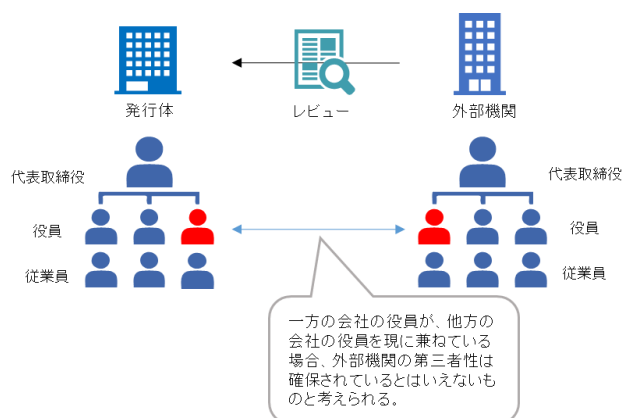 発行体
レビュー
外部機関
代表取締役
代表取締役
役員
役員
従業員
従業員
一方の会社の役員が、他方の
会社の役員を現に兼ねている
場合、外部機関の第三者性は
確保されているとはいえないも
のと考えられる。